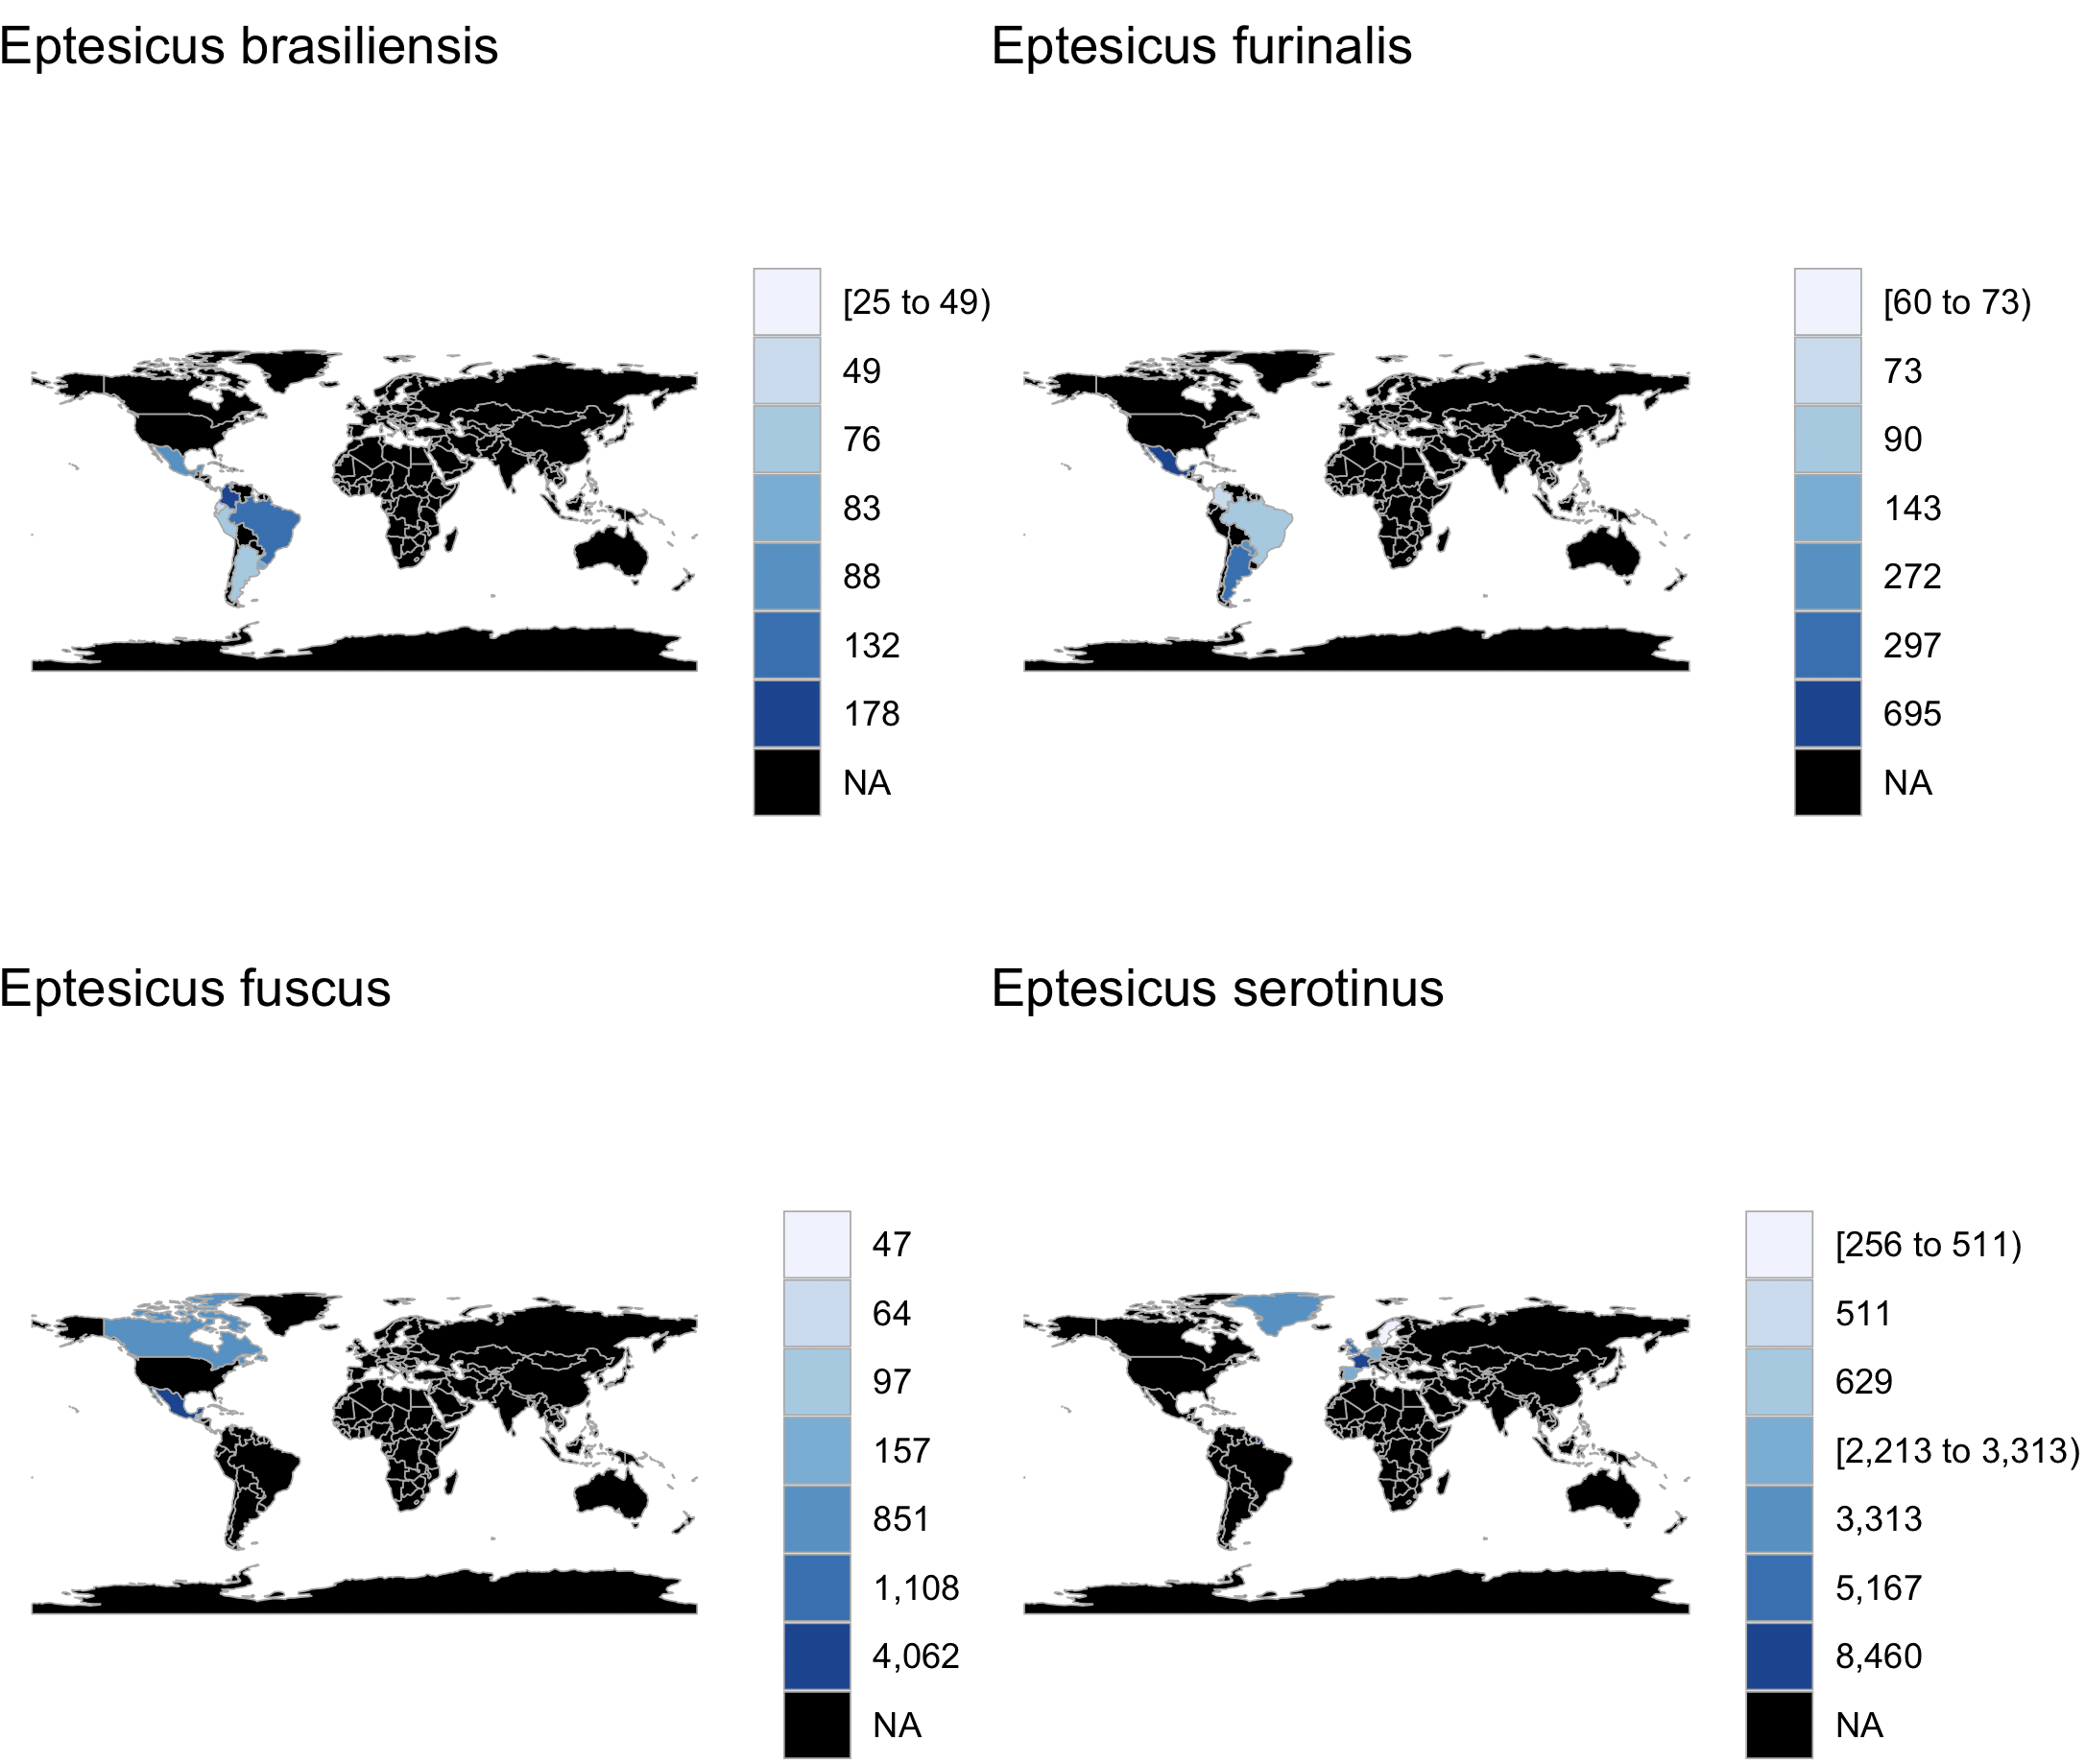 Eptesicus brasiliensis
[25 to 49)
49
76
83
88
132
178
NA
Eptesicus furinalis
[60 to 73)
73
90
143
272
297
695
NA
Eptesicus fuscus
47
64
97
157
851
1,108
4,062
NA
Eptesicus serotinus
[256 to 511)
511
629
[2,213 to 3,313)
3,313
5,167
8,460
NA